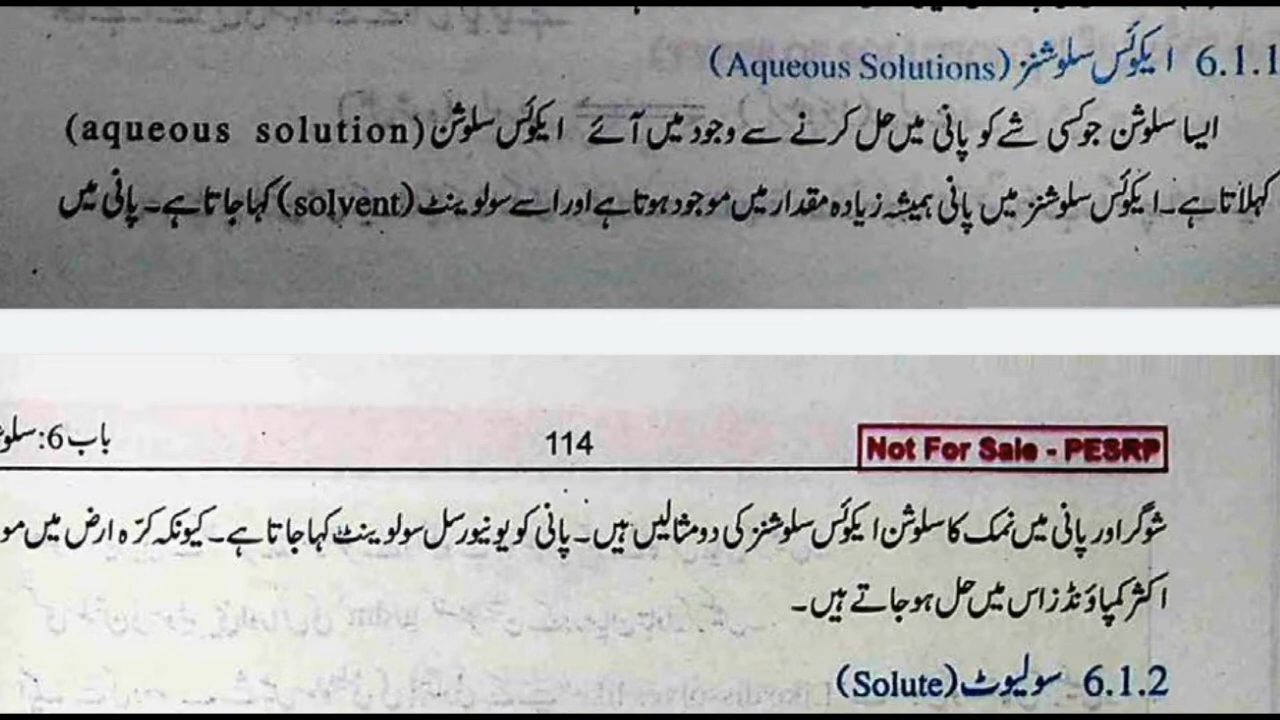 6.1.1 ایکوئس سلوشنز (Aqueous Solutions)
ایسا سلوشن جو کسی شے کو پانی میں حل کرنے سے وجود میں آئے ایکوئس سلوشن (aqueous solution)
کہلاتا ہے۔ ایکوئس سلوشنز میں پانی ہمیشہ زیادہ مقدار میں موجود ہوتا ہے اور اسے سولوینٹ (solvent) کہا جاتا ہے۔ پانی میں
Not For Sale - PESRP 114 باب 6:
شوگر اور پانی میں نمک کا سلوشن ایکوئس سلوشنز کی دو مثالیں ہیں۔ پانی کو یونیورسل سولوینٹ کہا جاتا ہے۔ کیونکہ کرّہ ارض میں
اکثر کمپاؤنڈز اس میں حل ہو جاتے ہیں۔
6.1.2 سولیوٹ (Solute)